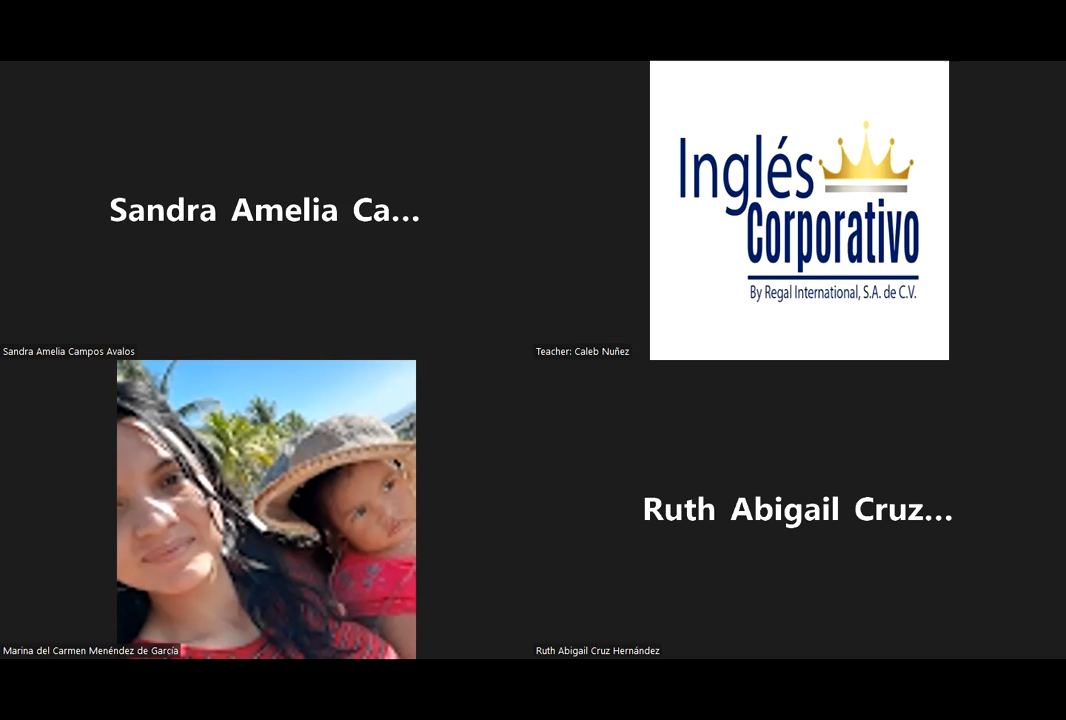 Sandra Amelia Ca...
Sandra Amelia Campos Avalos
Inglés
Corporativo
By Regal International, S.A. de C.V.
Teacher: Caleb Nuñez
Marina del Carmen Menéndez de García
Ruth Abigail Cruz...
Ruth Abigail Cruz Hernández